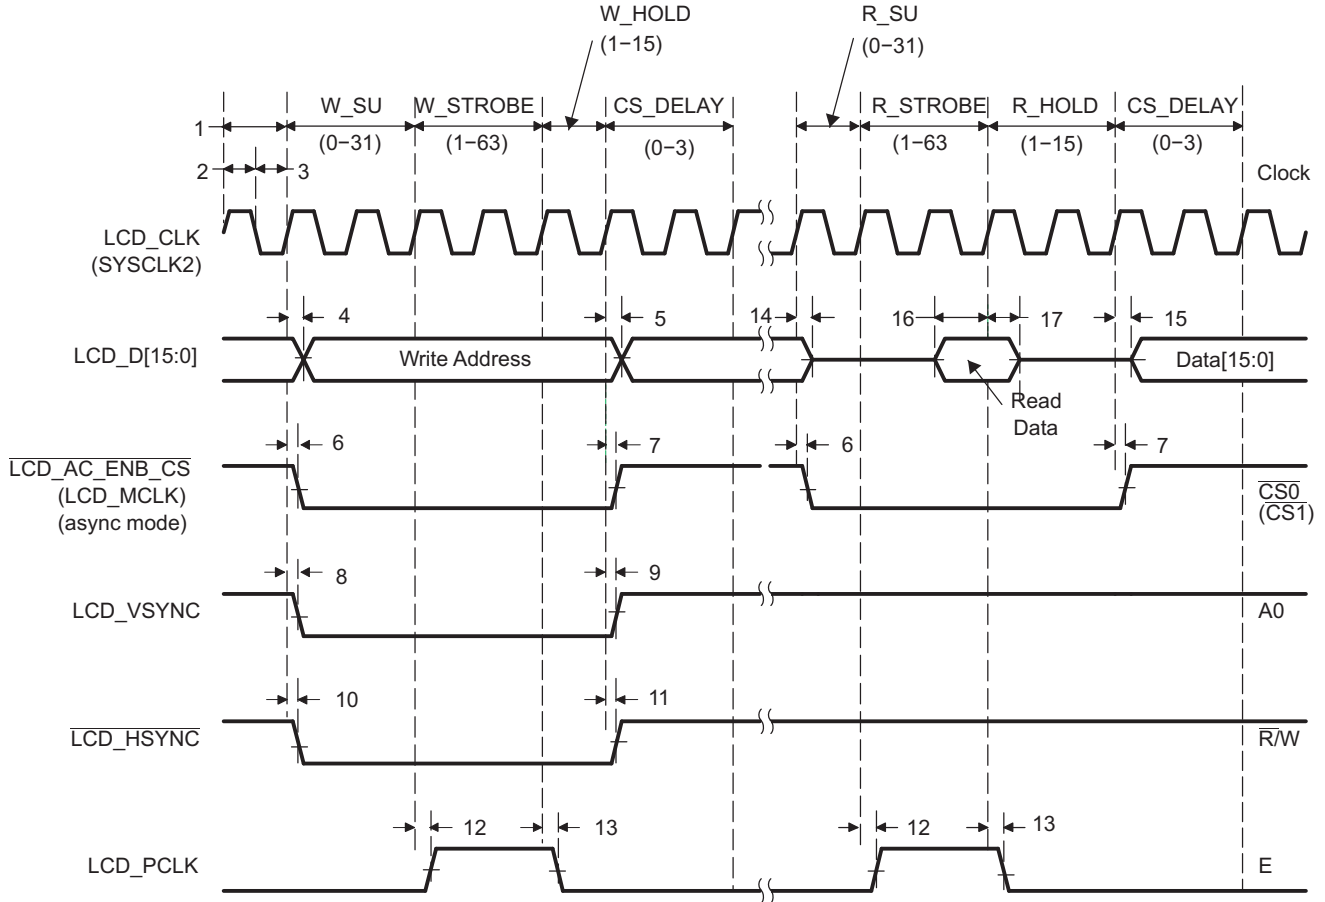 W_HOLD
(1−15)
R_SU
(0−31)
W_SU
(0−31)
W_STROBE
(1−63)
CS_DELAY
(0−3)
R_STROBE
(1−63
R_HOLD
(1−15)
CS_DELAY
(0−3)
1
2
3
Clock
LCD_CLK
(SYSCLK2)
4
5
14
16
17
15
LCD_D[15:0]
Write Address
Data[15:0]
Read
Data
6
7
6
7
LCD_AC_ENB_CS
(LCD_MCLK)
(async mode)
CS0
(CS1)
8
9
LCD_VSYNC
A0
10
11
LCD_HSYNC
R/W
12
13
12
13
LCD_PCLK
E